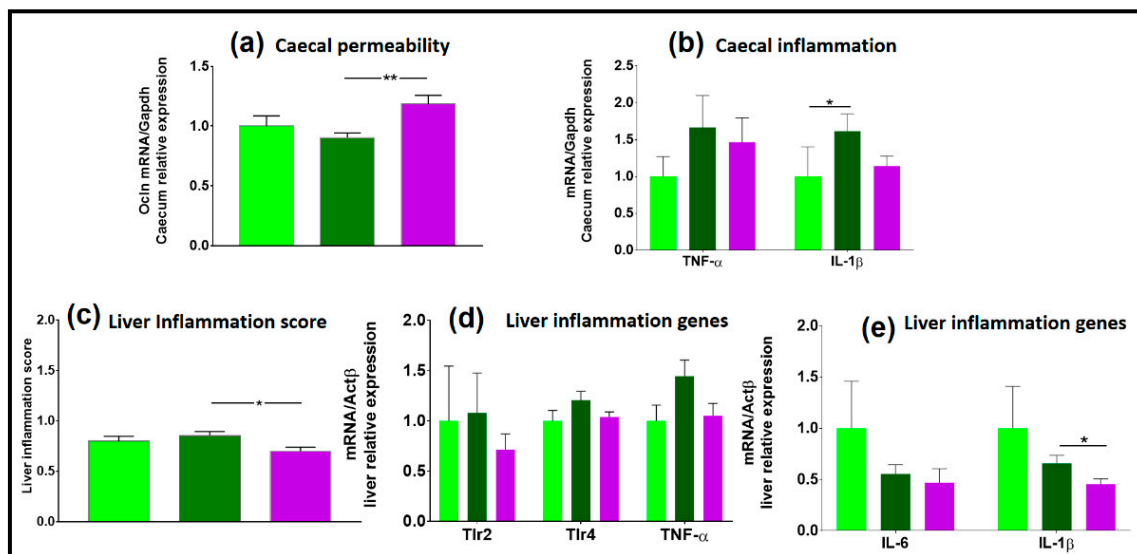 (a) Caecal permeability
Ocln mRNA/Gapdh
Caecum relative expression
1.5
1.0
0.5
0.0
**
(b) Caecal inflammation
mRNA/Gapdh
Caecum relative expression
2.5
2.0
1.5
1.0
0.5
0.0
*
TNF-α IL-1β
(c) Liver Inflammation score
Liver inflammation score
2.0
1.5
1.0
0.5
0.0
*
(d) Liver inflammation genes
mRNA/Actβ
liver relative expression
2.0
1.5
1.0
0.5
0.0
Tlr2 Tlr4 TNF-α
(e) Liver inflammation genes
mRNA/Actβ
liver relative expression
2.0
1.5
1.0
0.5
0.0
*
IL-6 IL-1β